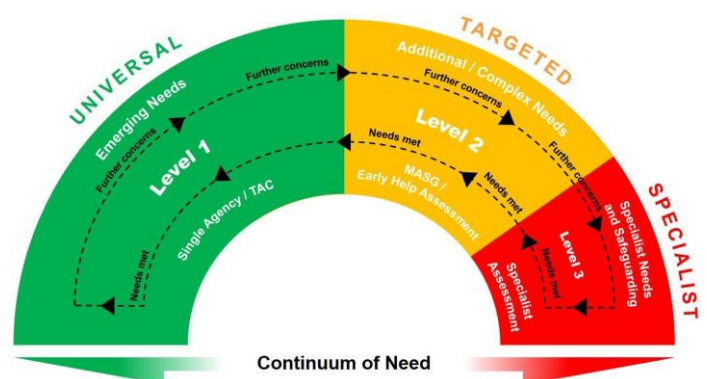 UNIVERSAL
TARGETED
SPECIALIST
Emerging Needs
Further concerns
Further concerns
Level 1
Needs met
Single Agency / TAC
Additional / Complex Needs
Further concerns
Level 2
Needs met
MASG /
Early Help Assessment
Further concerns
Needs met
Specialist Needs
and Safeguarding
Level 3
Needs met
Specialist
Assessment
Continuum of Need